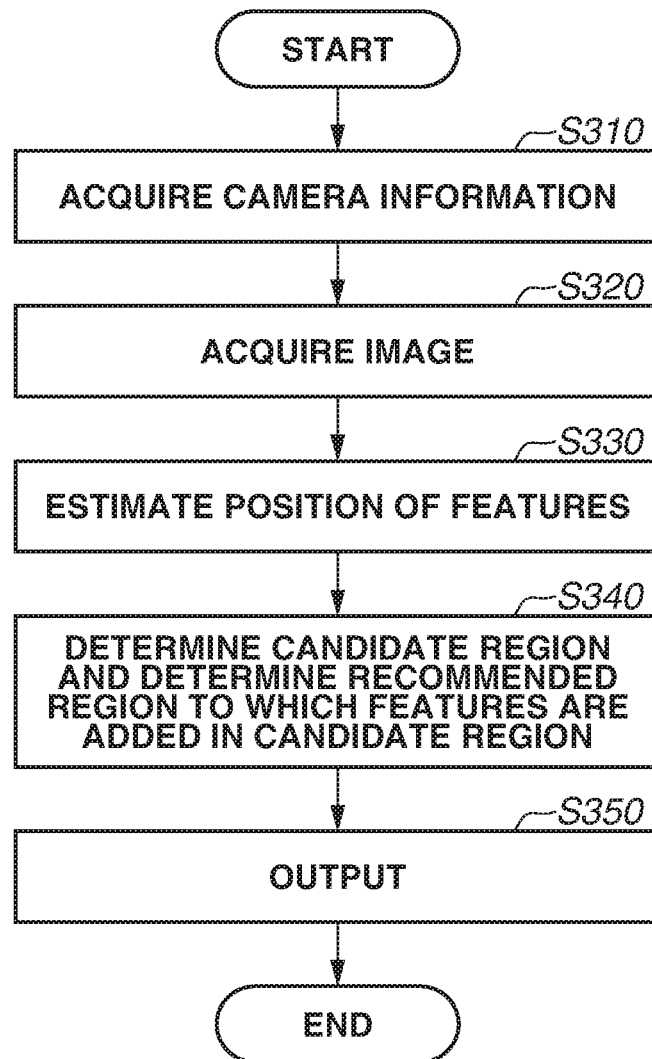 START
S310
ACQUIRE CAMERA INFORMATION
S320
ACQUIRE IMAGE
S330
ESTIMATE POSITION OF FEATURES
S340
DETERMINE CANDIDATE REGION
AND DETERMINE RECOMMENDED
REGION TO WHICH FEATURES ARE
ADDED IN CANDIDATE REGION
S350
OUTPUT
END